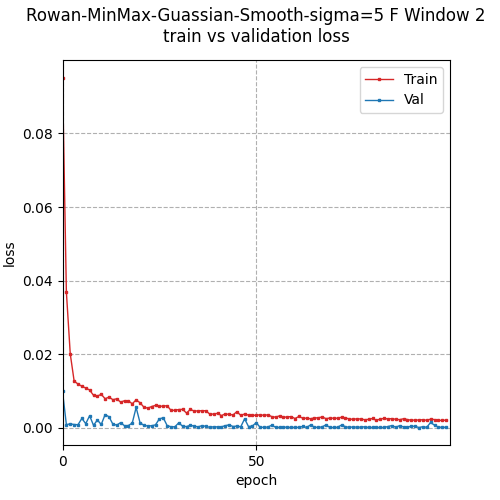 Rowan-MinMax-Guassian-Smooth-sigma=5 F Window 2
train vs validation loss
Train
Val
0.08
0.06
0.04
0.02
0.00
loss
0
50
epoch